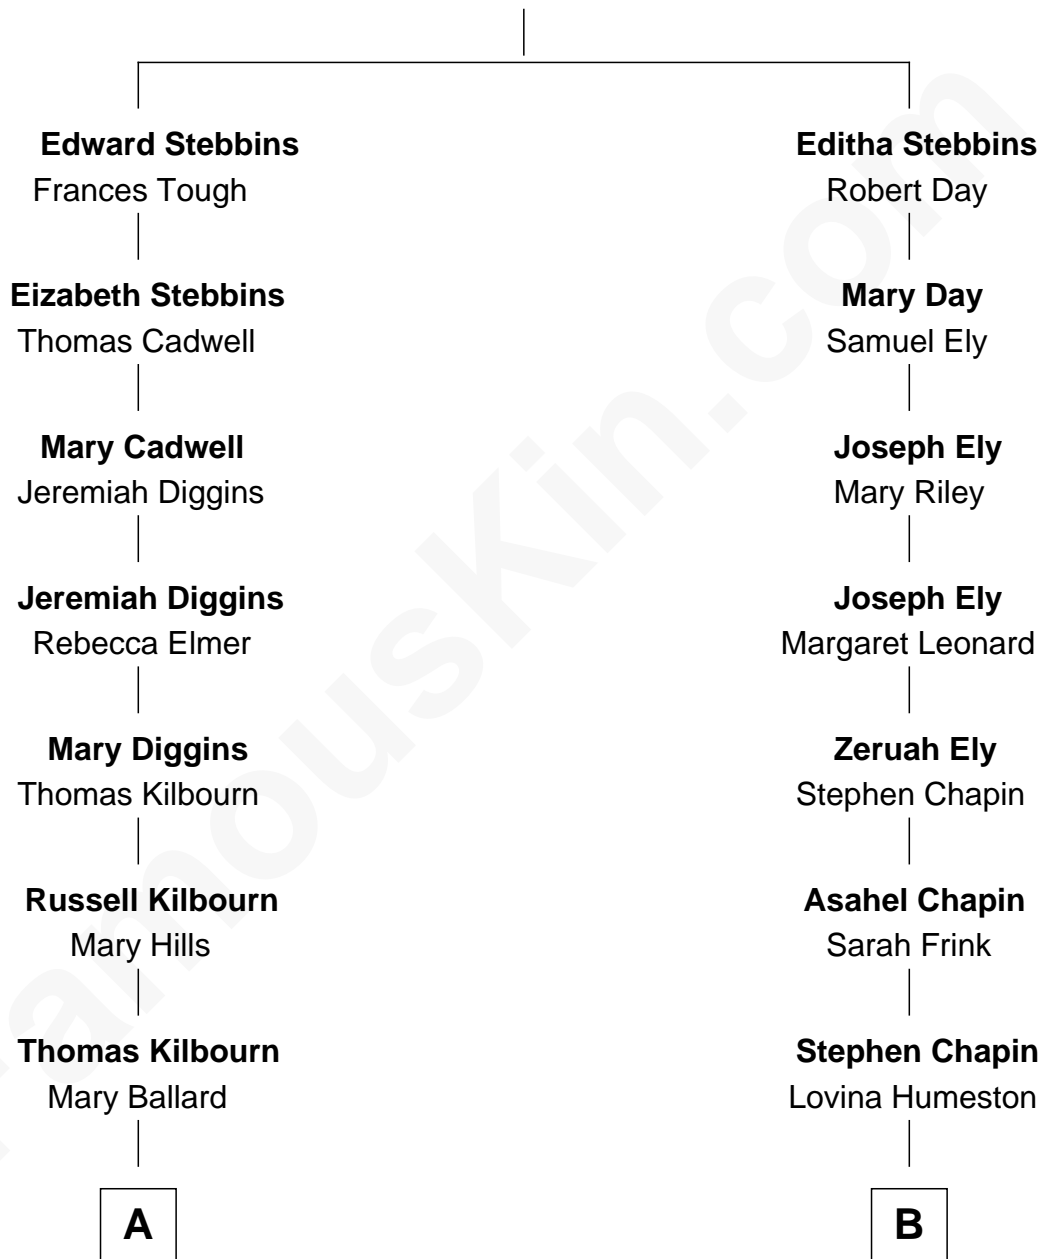 Edward Stebbins
Frances Tough
Eizabeth Stebbins
Thomas Cadwell
Mary Cadwell
Jeremiah Diggins
Jeremiah Diggins
Rebecca Elmer
Mary Diggins
Thomas Kilbourn
Russell Kilbourn
Mary Hills
Thomas Kilbourn
Mary Ballard
A
Editha Stebbins
Robert Day
Mary Day
Samuel Ely
Joseph Ely
Mary Riley
Joseph Ely
Margaret Leonard
Zeruah Ely
Stephen Chapin
Asahel Chapin
Sarah Frink
Stephen Chapin
Lovina Humeston
B
FamousKin.com